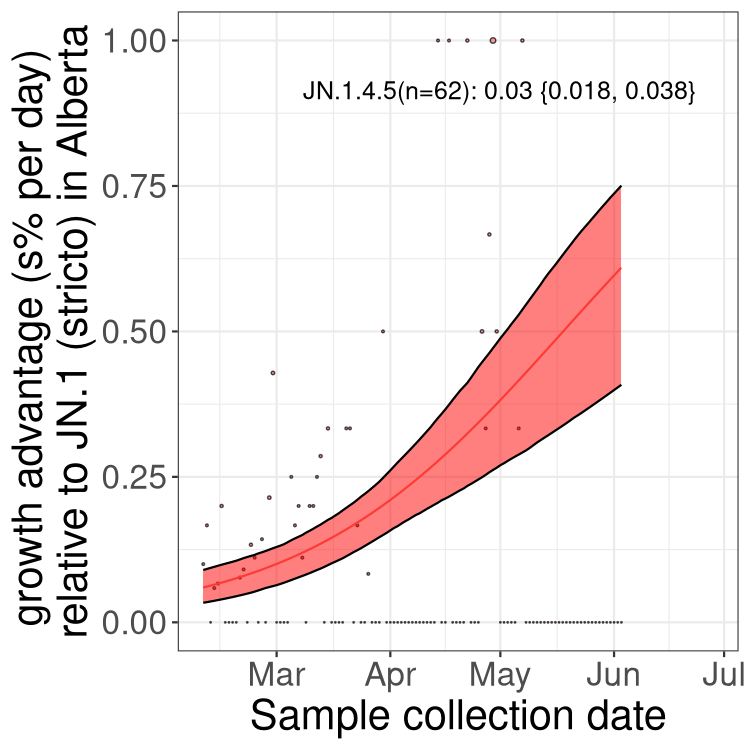 growth advantage (s% per day)
relative to JN.1 (stricto) in Alberta
1.00
0.75
0.50
0.25
0.00
JN.1.4.5(n=62): 0.03 {0.018, 0.038}
Mar Apr May Jun Jul
Sample collection date